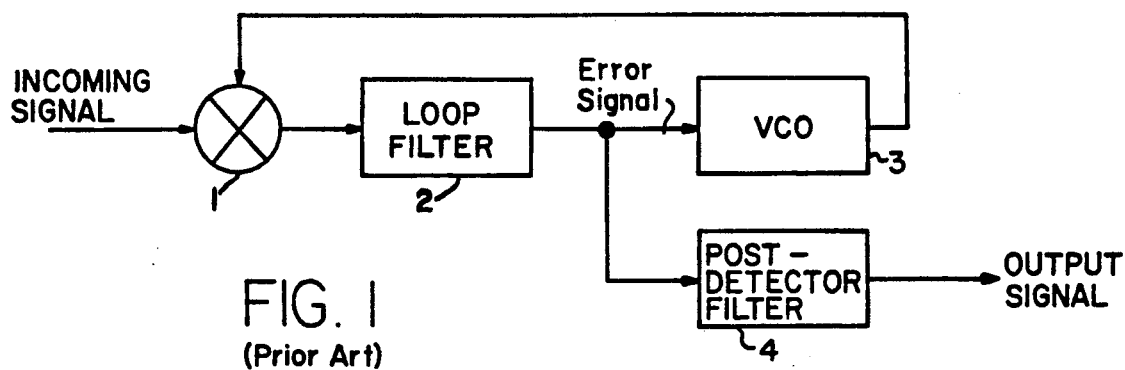 INCOMING
SIGNAL
1
LOOP
FILTER
2
Error
Signal
VCO
3
POST-
DETECTOR
FILTER
4
OUTPUT
SIGNAL
FIG. 1
(Prior Art)